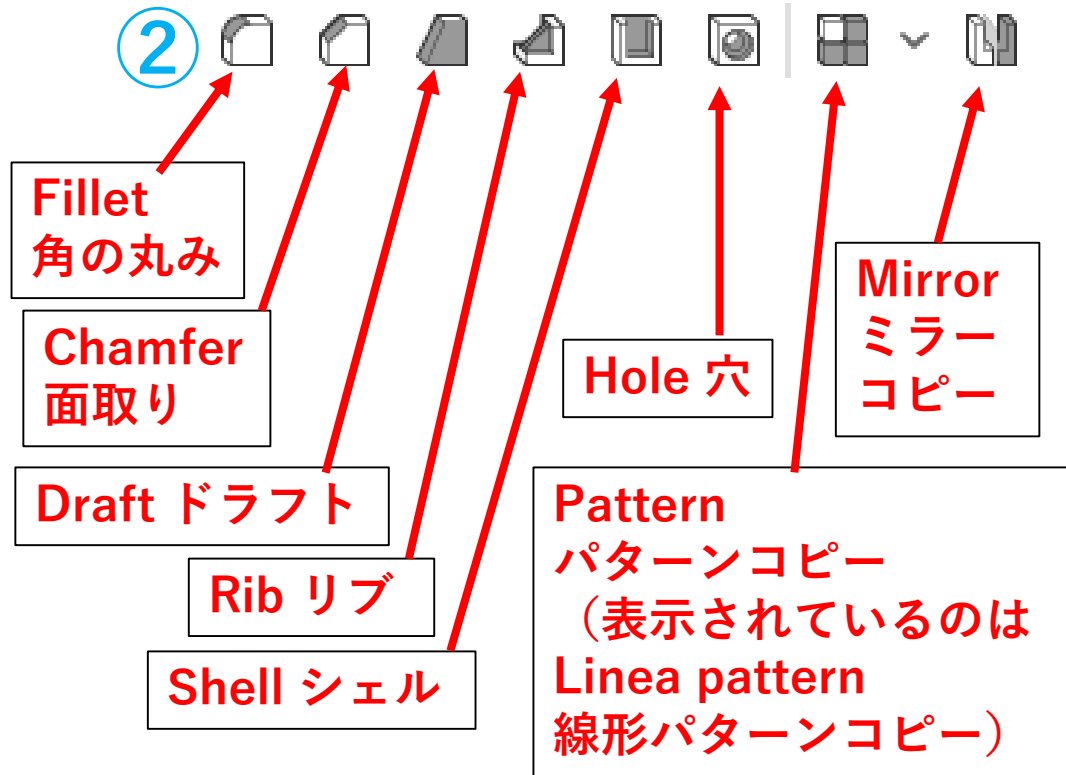 ②
Fillet
角の丸み
Chamfer
面取り
Draft ドラフト
Rib リブ
Shell シェル
Hole 穴
Pattern
パターンコピー
（表示されているのは
Linea pattern
線形パターンコピー）
Mirror
ミラー
コピー